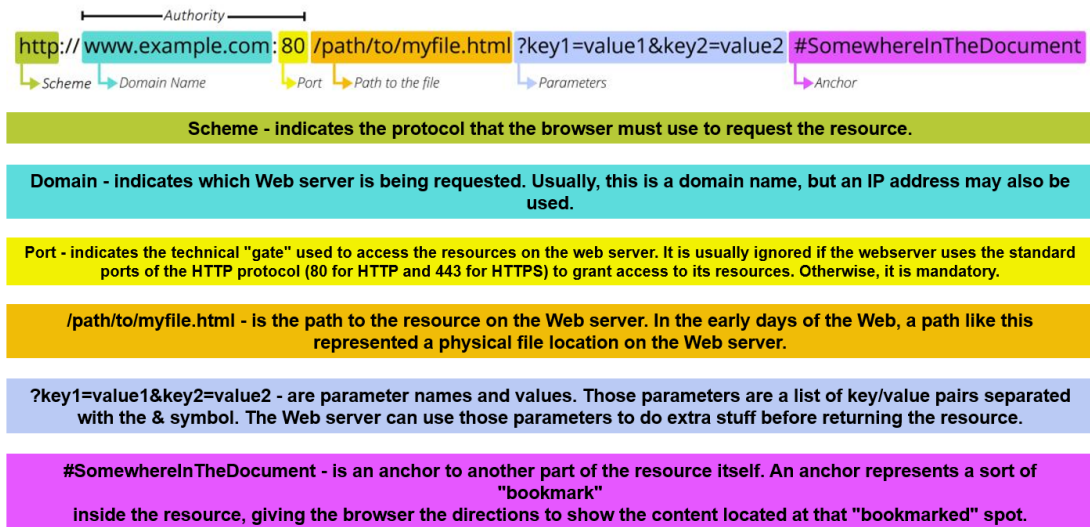 Authority
http:// www.example.com: 80 /path/to/myfile.html ?key1=value1&key2=value2 #SomewhereInTheDocument
Scheme Domain Name Port Path to the file Parameters Anchor
Scheme - indicates the protocol that the browser must use to request the resource.
Domain - indicates which Web server is being requested. Usually, this is a domain name, but an IP address may also be
used.
Port - indicates the technical "gate" used to access the resources on the web server. It is usually ignored if the webserver uses the standard
ports of the HTTP protocol (80 for HTTP and 443 for HTTPS) to grant access to its resources. Otherwise, it is mandatory.
/path/to/myfile.html - is the path to the resource on the Web server. In the early days of the Web, a path like this
represented a physical file location on the Web server.
?key1=value1&key2=value2 - are parameter names and values. Those parameters are a list of key/value pairs separated
with the & symbol. The Web server can use those parameters to do extra stuff before returning the resource.
#SomewhereInTheDocument - is an anchor to another part of the resource itself. An anchor represents a sort of
"bookmark"
inside the resource, giving the browser the directions to show the content located at that "bookmarked" spot.